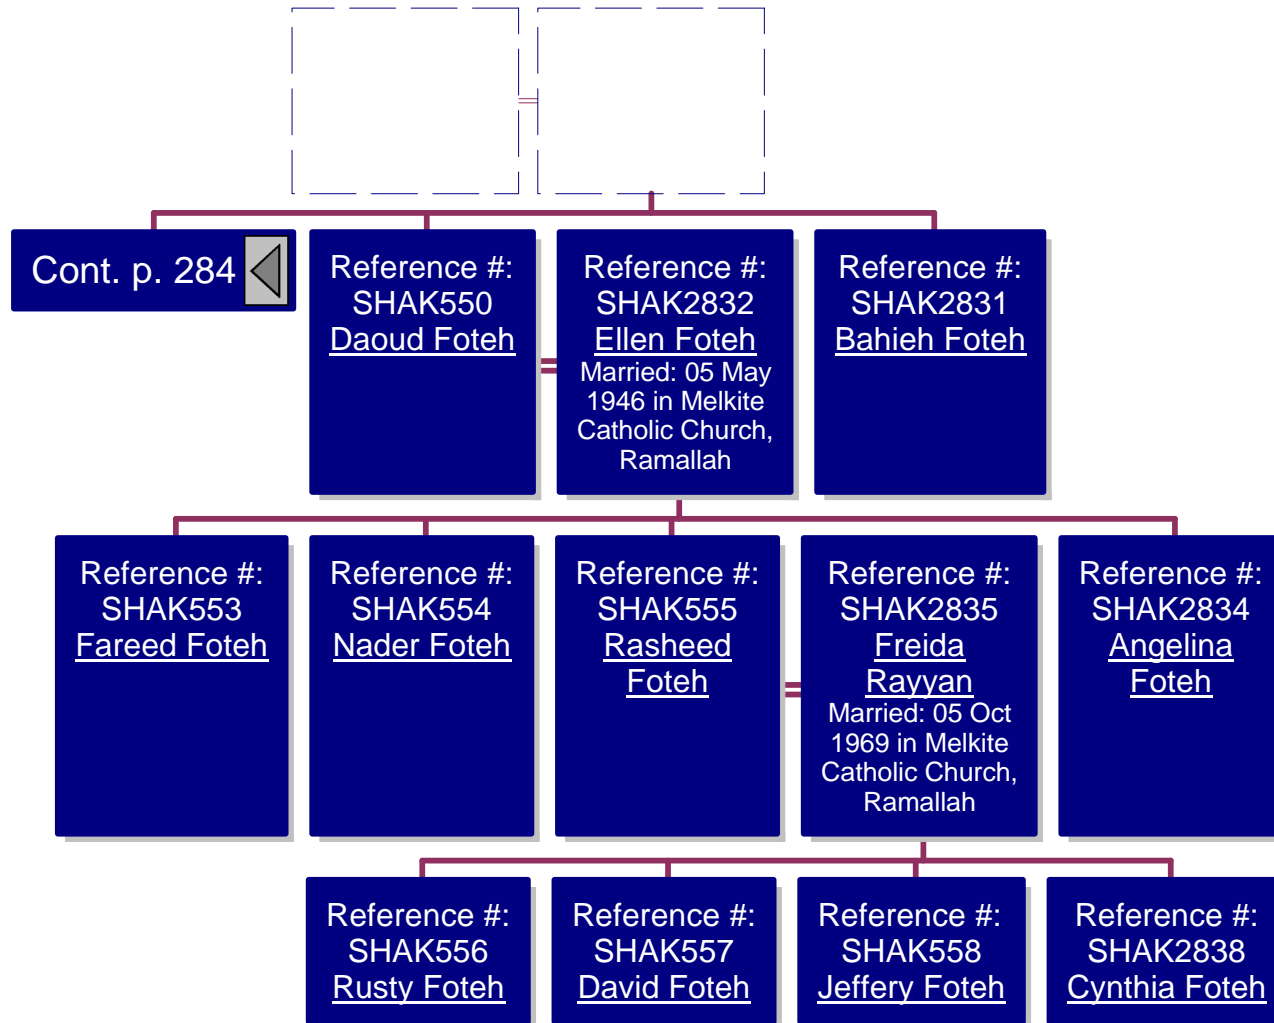 Cont. p. 284
Reference #:
SHAK550
Daoud Foteh
Reference #:
SHAK2832
Ellen Foteh
Married: 05 May
1946 in Melkite
Catholic Church,
Ramallah
Reference #:
SHAK2831
Bahieh Foteh
Reference #:
SHAK553
Fareed Foteh
Reference #:
SHAK554
Nader Foteh
Reference #:
SHAK555
Rasheed
Foteh
Reference #:
SHAK2835
Freida
Rayyan
Married: 05 Oct
1969 in Melkite
Catholic Church,
Ramallah
Reference #:
SHAK2834
Angelina
Foteh
Reference #:
SHAK556
Rusty Foteh
Reference #:
SHAK557
David Foteh
Reference #:
SHAK558
Jeffery Foteh
Reference #:
SHAK2838
Cynthia Foteh